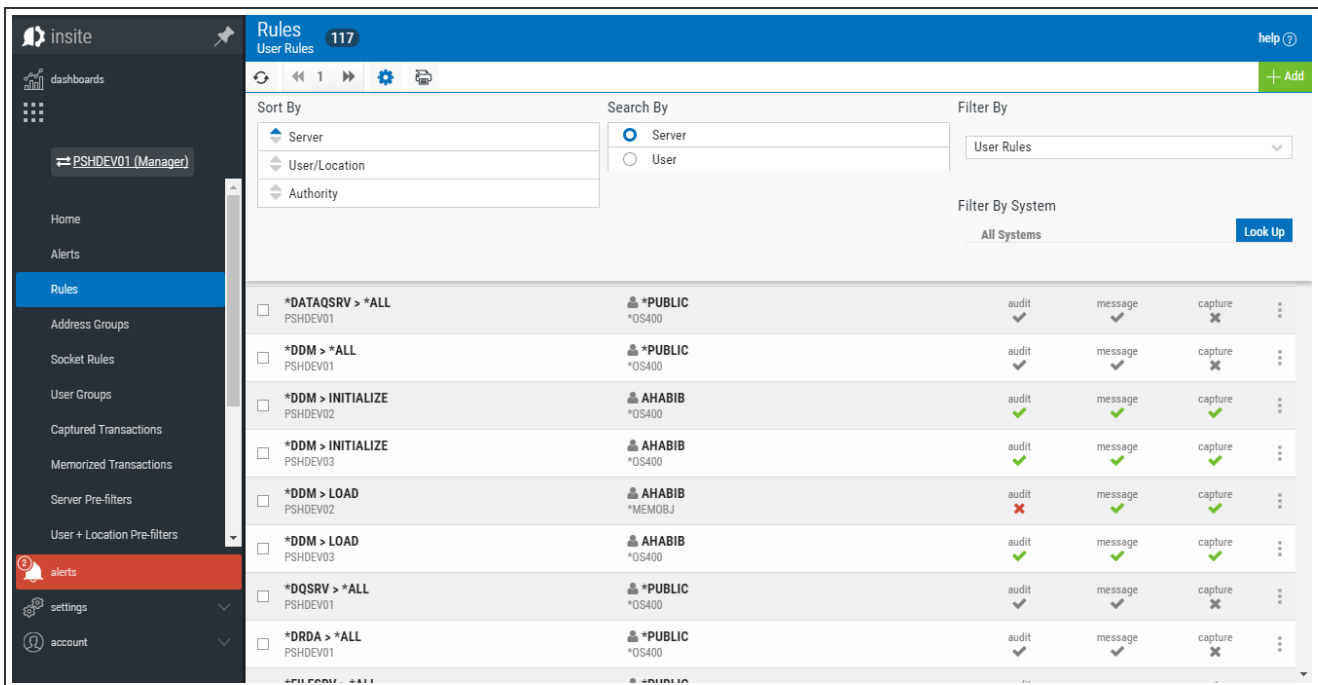 insite
dashboards
PSHDEV01 (Manager)
Home
Alerts
Rules
Address Groups
Socket Rules
User Groups
Captured Transactions
Memorized Transactions
Server Pre-filters
User + Location Pre-filters
2
alerts
settings
account
Rules 117
User Rules
help ?
1
+ Add
Sort By
Server
User/Location
Authority
Search By
Server
User
Filter By
User Rules
Filter By System
All Systems
Look Up
*DATAQSRV > *ALL *PUBLIC audit message capture
PSHDEV01 *OS400
*DDM > *ALL *PUBLIC audit message capture
PSHDEV01 *OS400
*DDM > INITIALIZE AHABIB audit message capture
PSHDEV02 *OS400
*DDM > INITIALIZE AHABIB audit message capture
PSHDEV03 *OS400
*DDM > LOAD AHABIB audit message capture
PSHDEV02 *MEMOBJ
*DDM > LOAD AHABIB audit message capture
PSHDEV03 *OS400
*DQSRV > *ALL *PUBLIC audit message capture
PSHDEV01 *OS400
*DRDA > *ALL *PUBLIC audit message capture
PSHDEV01 *OS400
*FILESRV > *ALL *PUBLIC